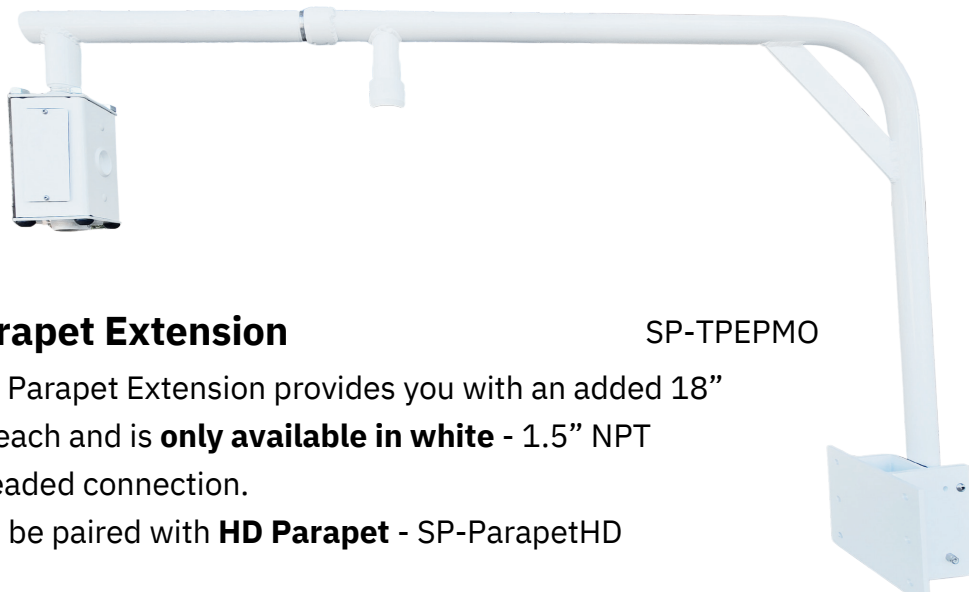 rapet Extension SP-TPEPMO
Parapet Extension provides you with an added 18”
each and is only available in white - 1.5” NPT
eaded connection.
be paired with HD Parapet - SP-ParapetHD